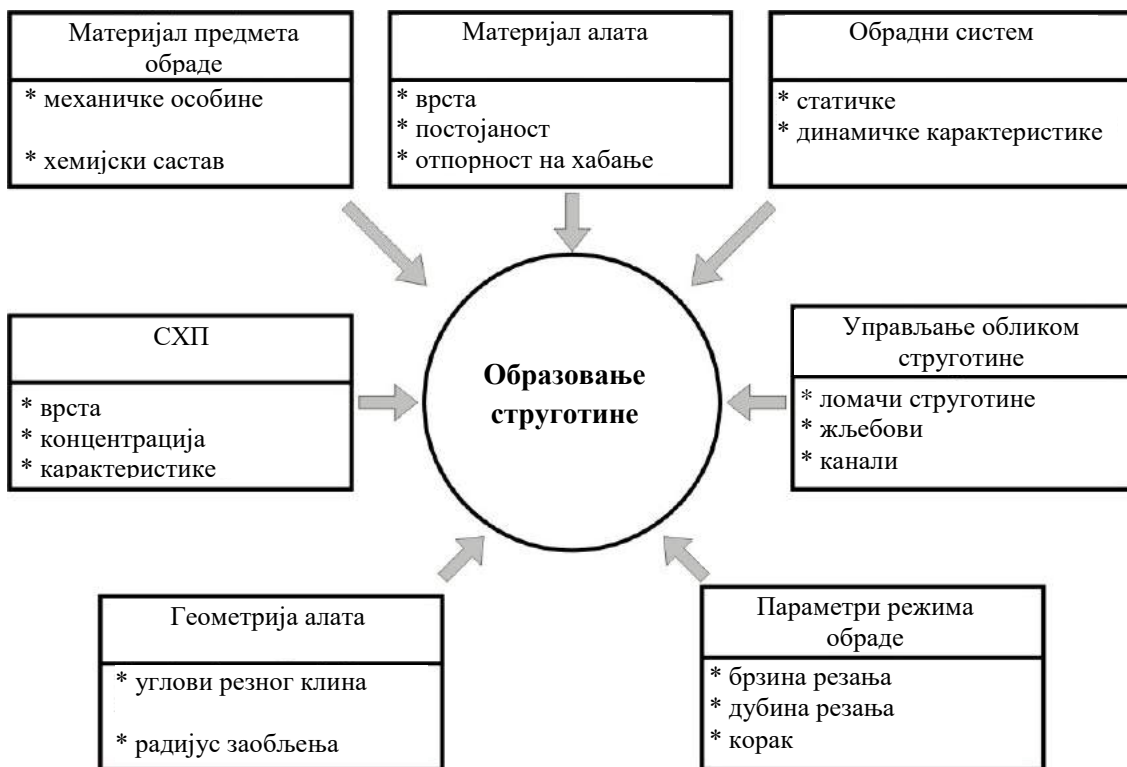 Материјал предмета
обраде
* механичке особине
* хемијски састав
Материјал алата
* врста
* постојаност
* отпорност на хабање
Обрадни систем
* статичке
* динамичке карактеристике
СХП
* врста
* концентрација
* карактеристике
Образовање
струготине
Управљање обликом
струготине
* ломачи струготине
* жљебови
* канали
Геометрија алата
* углови резног клина
* радијус заобљења
Параметри режима
обраде
* брзина резања
* дубина резања
* корак